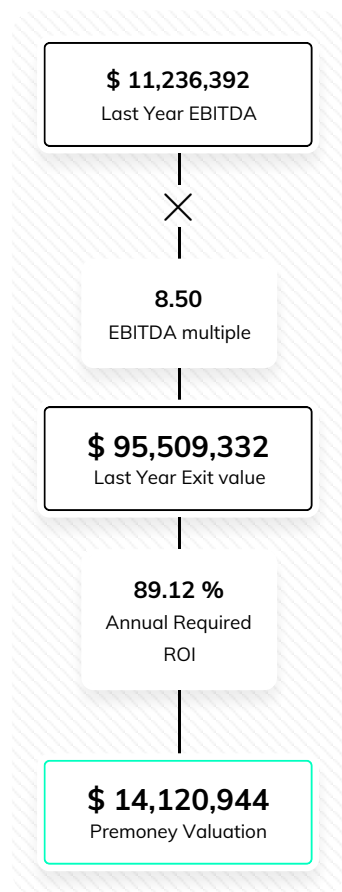 $ 11,236,392
Last Year EBITDA
8.50
EBITDA multiple
$ 95,509,332
Last Year Exit value
89.12 %
Annual Required
ROI
$ 14,120,944
Premoney Valuation